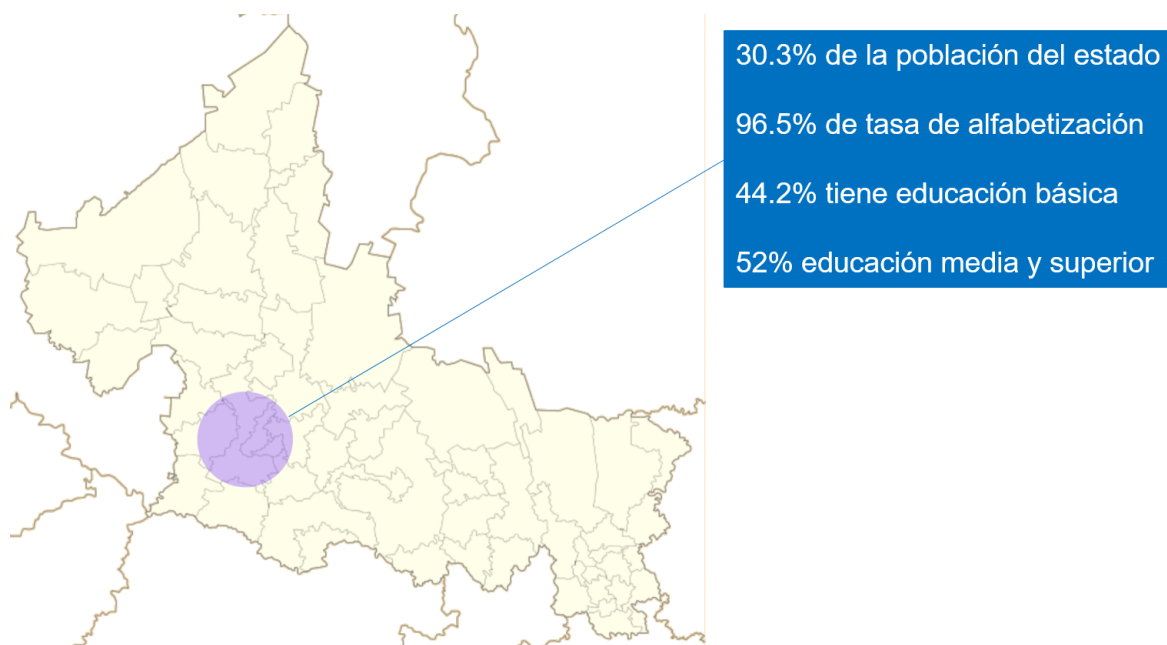 30.3% de la población del estado
96.5% de tasa de alfabetización
44.2% tiene educación básica
52% educación media y superior